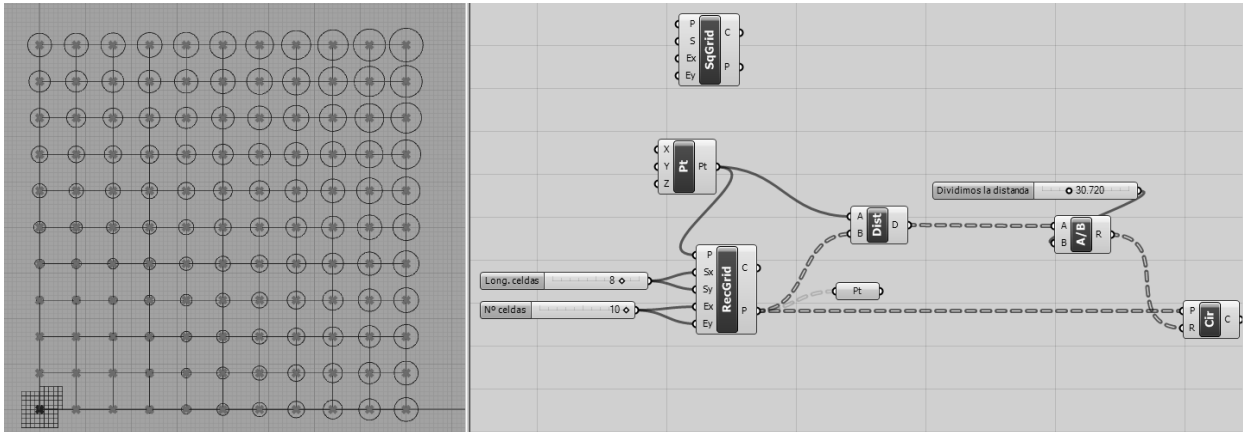 P
S
Ex
Ey
SqGrid
C
P
X
Y
Z
Pt
Pt
Dividimos la distancia 30.720
A
B
Dist
D
A
B
A/B
R
Long. celdas 8
Nº celdas 10
P
Sx
Sy
Ex
Ey
RecGrid
C
P
Pt
P
R
Cir
C